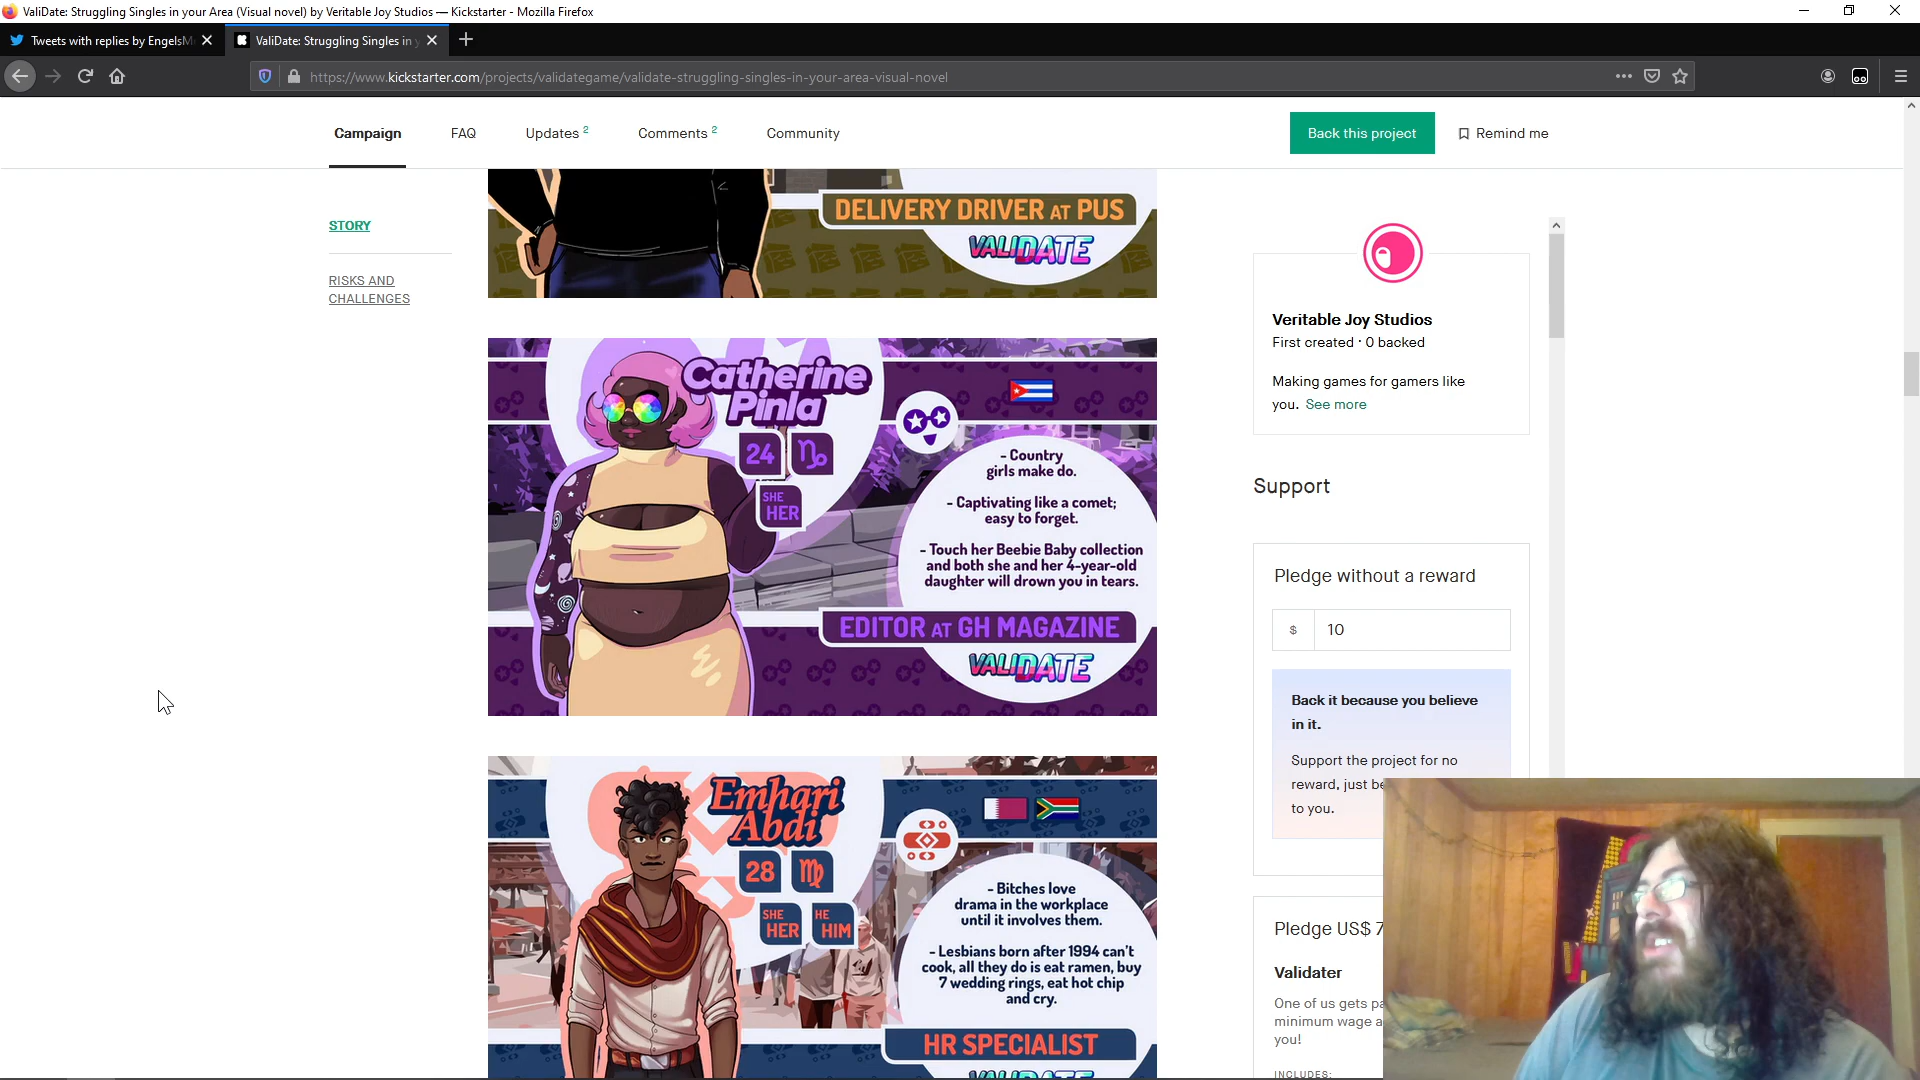 ValiDate: Struggling Singles in your Area (Visual novel) by Veritable Joy Studios — Kickstarter - Mozilla Firefox
Tweets with replies by EngelsM
ValiDate: Struggling Singles in y
https://www.kickstarter.com/projects/validategame/validate-struggling-singles-in-your-area-visual-novel
Campaign
FAQ
Updates 2
Comments 2
Community
Back this project
Remind me
STORY
RISKS AND
CHALLENGES
DELIVERY DRIVER AT PUS
VALIDATE
Catherine
Pinla
24
SHE
HER
- Country
girls make do.
- Captivating like a comet;
easy to forget.
- Touch her Beebie Baby collection
and both she and her 4-year-old
daughter will drown you in tears.
EDITOR AT GH MAGAZINE
VALIDATE
Emhari
Abdi
28
SHE
HER
HE
HIM
- Bitches love
drama in the workplace
until it involves them.
- Lesbians born after 1994 can't
cook, all they do is eat ramen, buy
7 wedding rings, eat hot chip
and cry.
HR SPECIALIST
VALIDATE
Veritable Joy Studios
First created · 0 backed
Making games for gamers like
you. See more
Support
Pledge without a reward
$ 10
Back it because you believe
in it.
Support the project for no
reward, just be
to you.
Pledge US$ 7
Validater
One of us gets pa
minimum wage a
you!
INCLUDES: